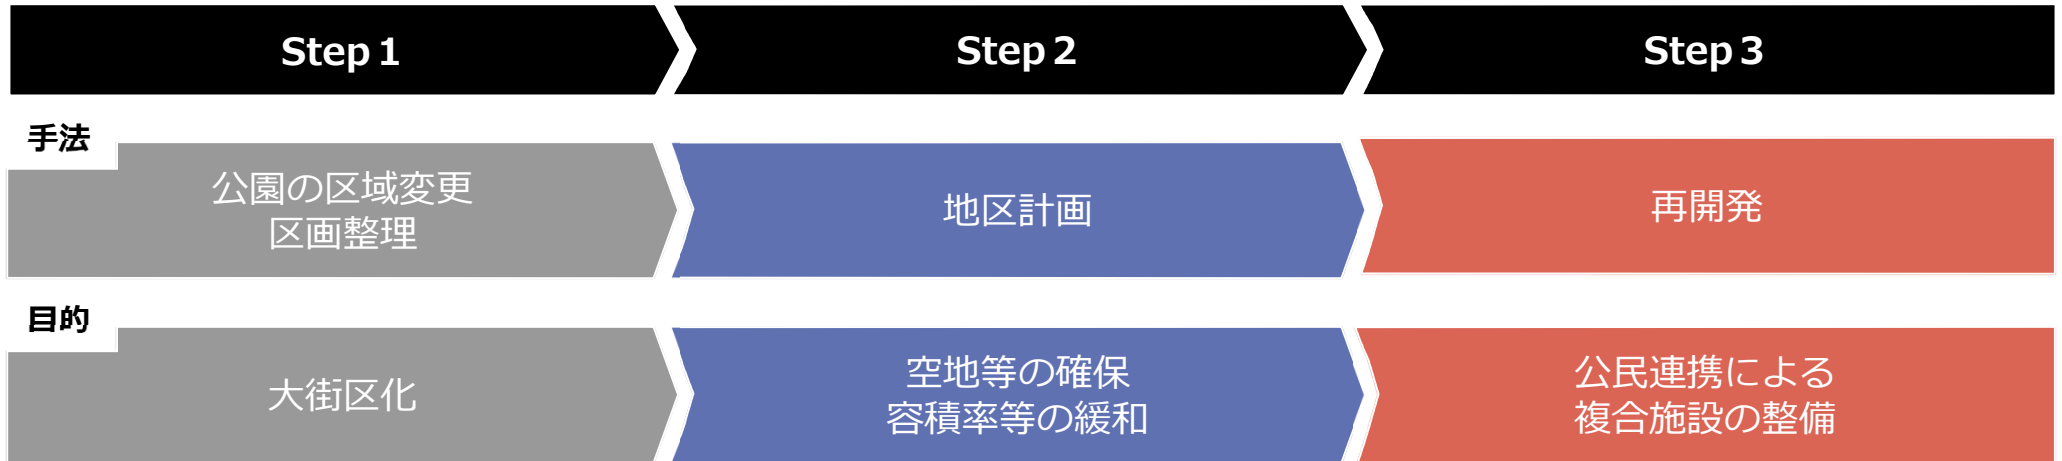 Step 1
Step 2
Step 3
手法
公園の区域変更
区画整理
地区計画
再開発
目的
大街区化
空地等の確保
容積率等の緩和
公民連携による
複合施設の整備